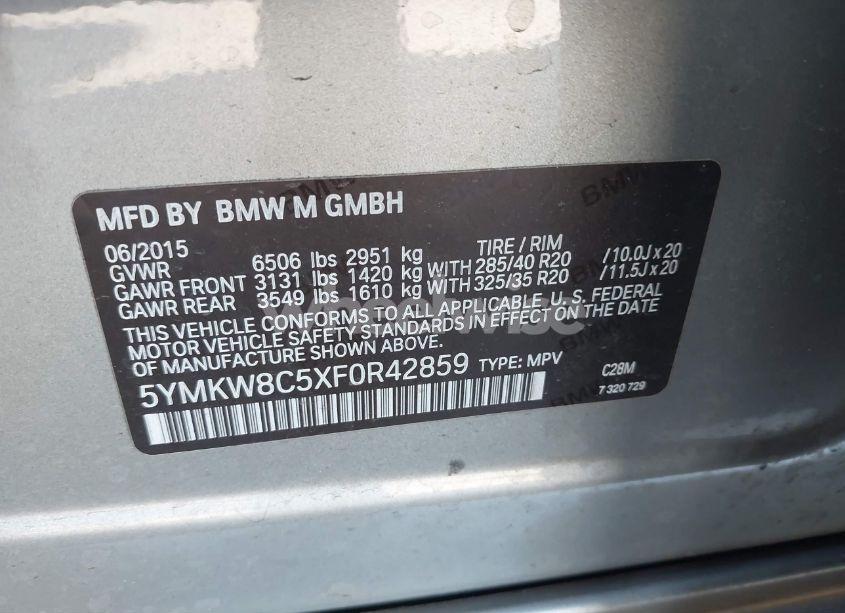 MFD BY BMW M GMBH
06/2015 TIRE / RIM
GVWR 6506 lbs 2951 kg
GAWR FRONT 3131 lbs 1420 kg WITH 285/40 R20 /10.0J x 20
GAWR REAR 3549 lbs 1610 kg WITH 325/35 R20 /11.5J x 20
THIS VEHICLE CONFORMS TO ALL APPLICABLE, U. S. FEDERAL
MOTOR VEHICLE SAFETY STANDARDS IN EFFECT ON THE DATE
OF MANUFACTURE SHOWN ABOVE.
5YMKW8C5XF0R42859 TYPE: MPV C28M
7 320 729